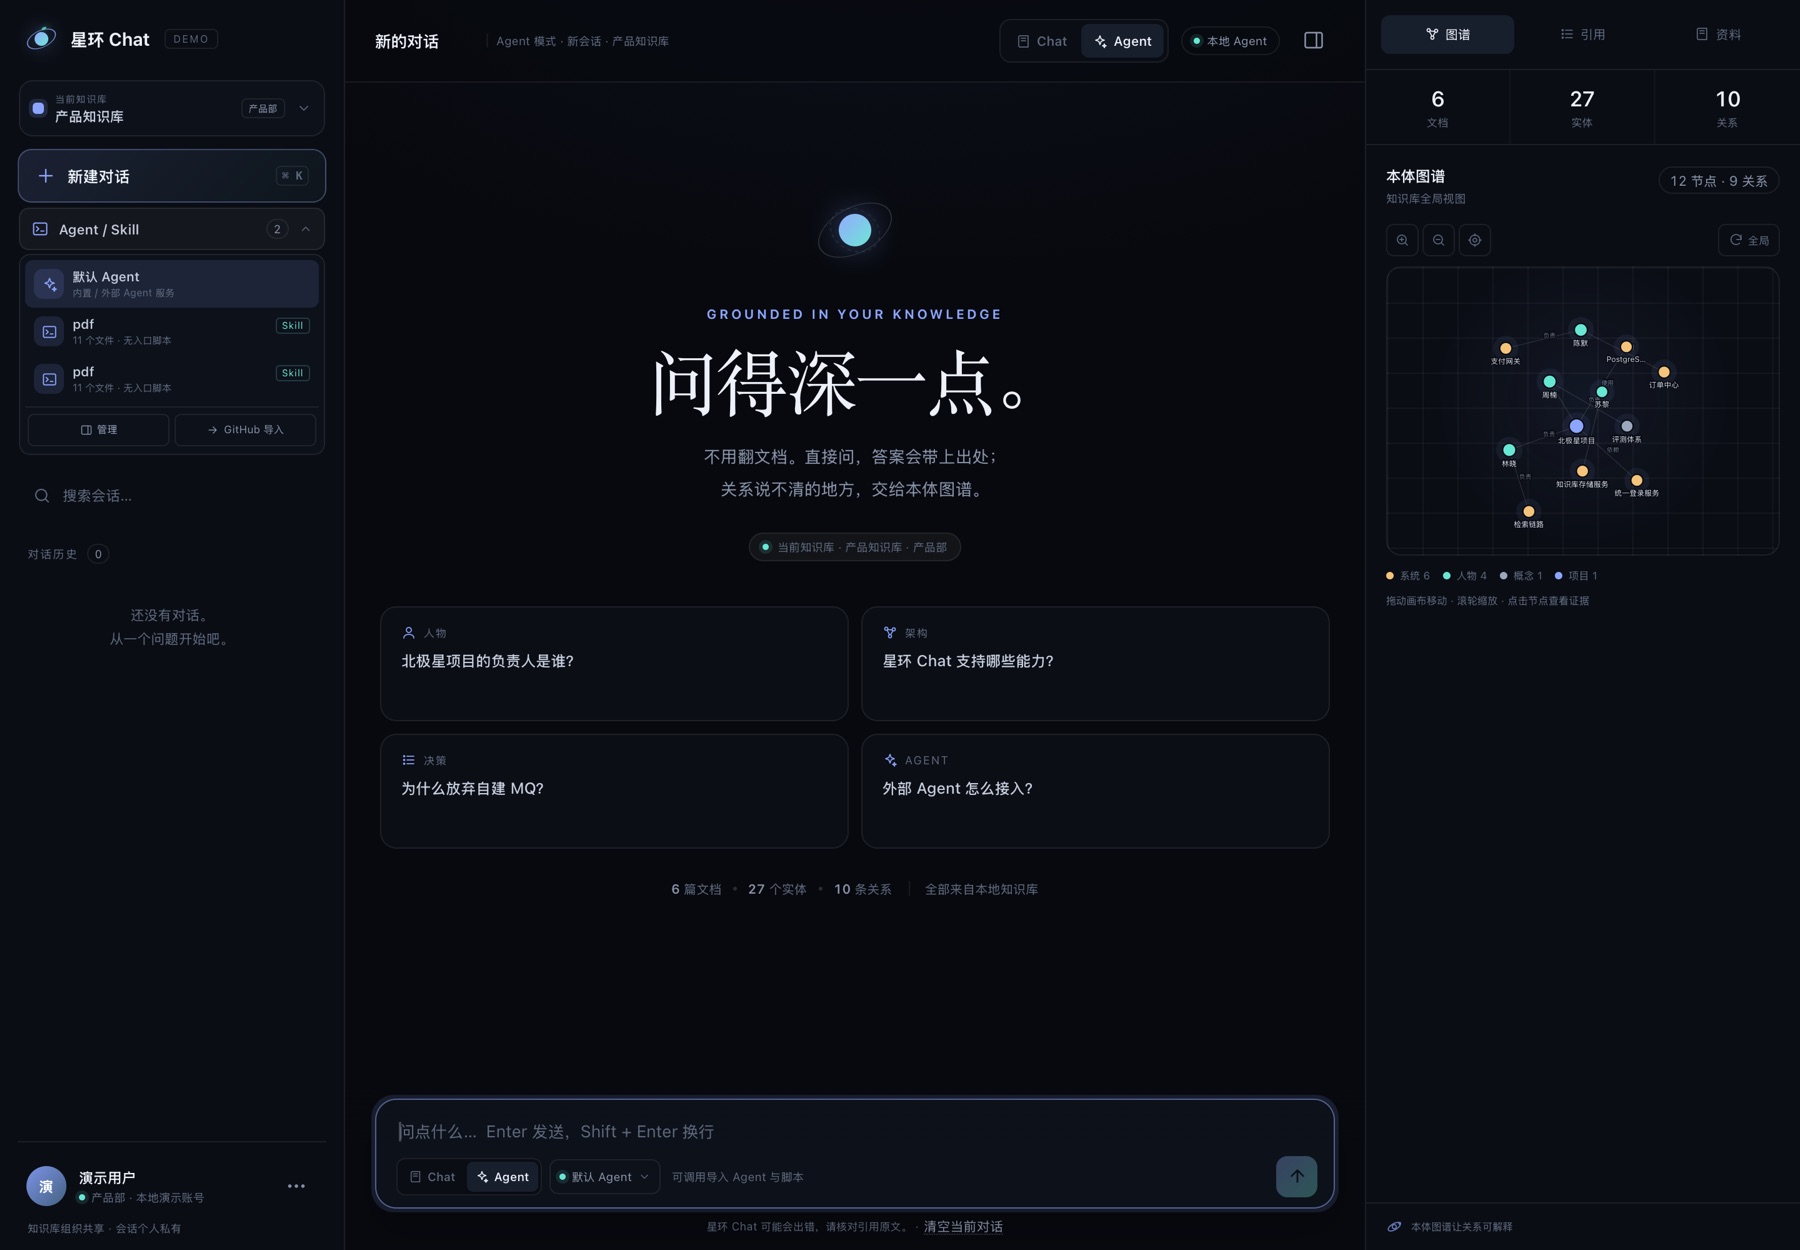 星环 Chat DEMO
当前知识库
产品知识库 产品部
新建对话 ⌘ K
Agent / Skill 2
默认 Agent
内置 / 外部 Agent 服务
pdf Skill
11 个文件 · 无入口脚本
pdf Skill
11 个文件 · 无入口脚本
管理 GitHub 导入
搜索会话...
对话历史 0
还没有对话。
从一个问题开始吧。
演 演示用户
产品部 · 本地演示账号
知识库组织共享 · 会话个人私有
新的对话 Agent 模式 · 新会话 · 产品知识库 Chat Agent 本地 Agent
GROUNDED IN YOUR KNOWLEDGE
问得深一点。
不用翻文档。直接问，答案会带上出处；
关系说不清的地方，交给本体图谱。
当前知识库 · 产品知识库 · 产品部
人物
北极星项目的负责人是谁？
架构
星环 Chat 支持哪些能力？
决策
为什么放弃自建 MQ？
AGENT
外部 Agent 怎么接入？
6 篇文档 • 27 个实体 • 10 条关系 全部来自本地知识库
问点什么... Enter 发送，Shift + Enter 换行
Chat Agent 默认 Agent 可调用导入 Agent 与脚本
星环 Chat 可能会出错，请核对引用原文。 · 清空当前对话
图谱 引用 资料
6 27 10
文档 实体 关系
本体图谱 12 节点 · 9 关系
知识库全局视图
全局
负责
陈默
支付网关
PostgreS...
订单中心
周楠
使用
苏黎
负责
北极星项目
评测体系
依赖
林晓
负责
知识库存储服务
统一登录服务
检索链路
系统 6 人物 4 概念 1 项目 1
拖动画布移动 · 滚轮缩放 · 点击节点查看证据
本体图谱让关系可解释